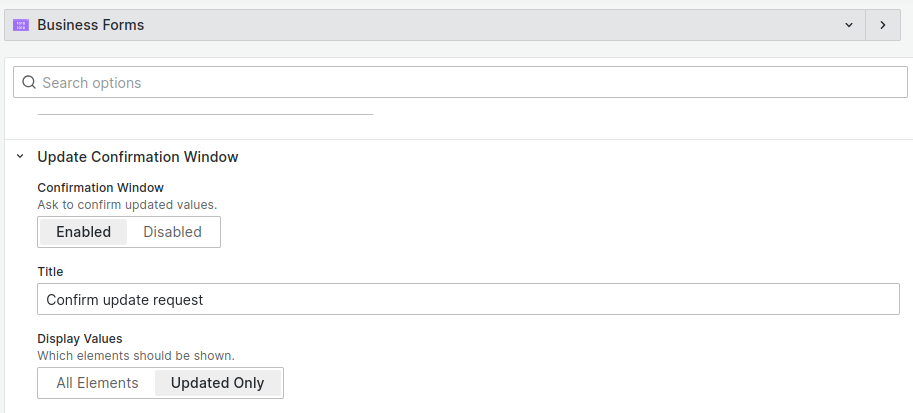 Business Forms
Search options
Update Confirmation Window
Confirmation Window
Ask to confirm updated values.
Enabled Disabled
Title
Confirm update request
Display Values
Which elements should be shown.
All Elements Updated Only